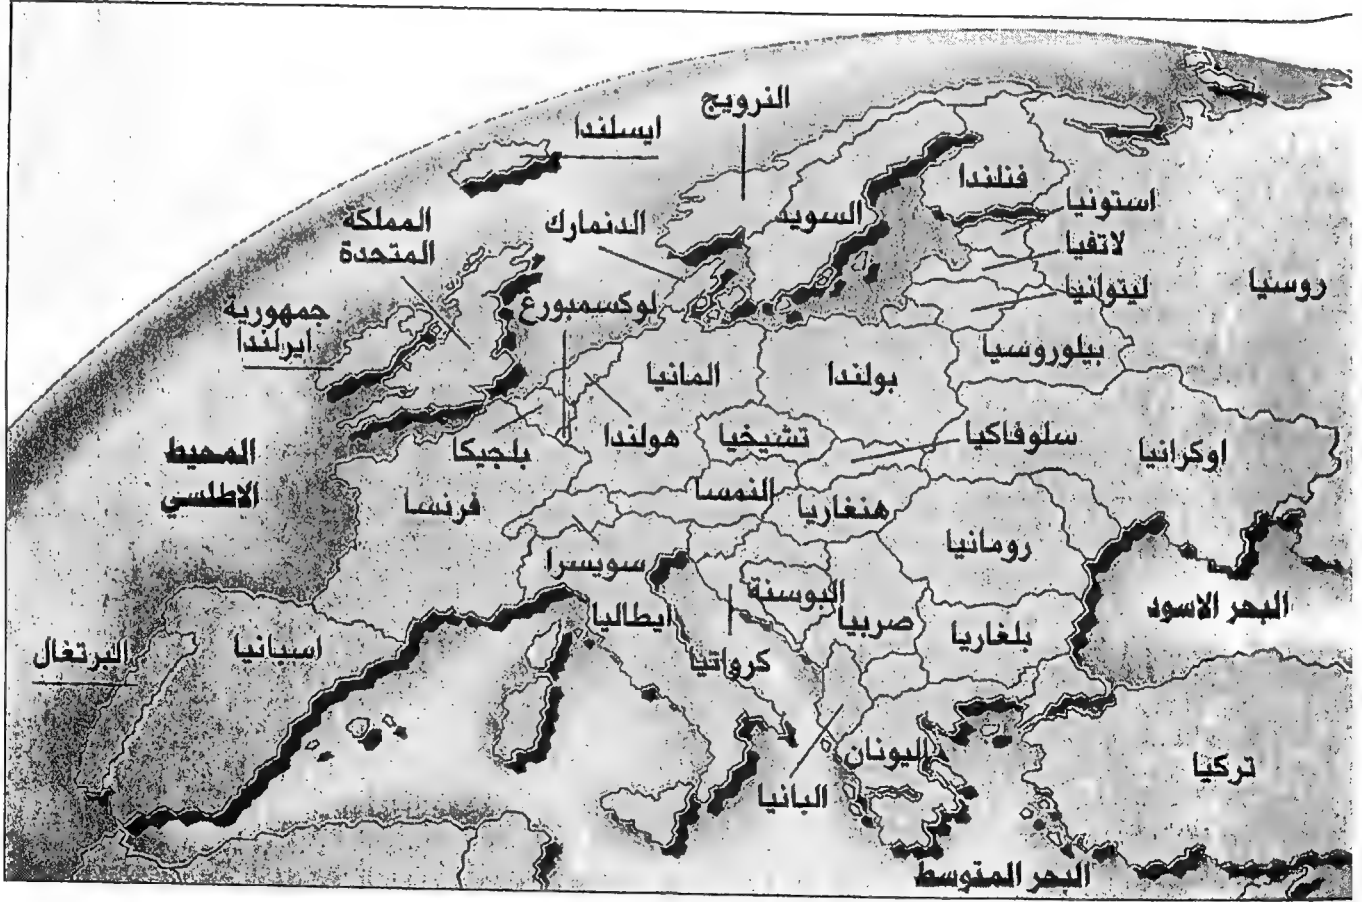 النرويج
ايسلندا
فنلندا
استونيا
السويد
الدنمارك
المملكة
المتحدة
لاتفيا
ليتوانيا
روسيا
لوكسمبورغ
جمهورية
ايرلندا
بيلوروسيا
المانيا
بولندا
سلوفاكيا
تشيخيا
هولندا
بلجيكا
اوكرانيا
المحيط
الاطلسي
النمسا
هنغاريا
فرنسا
رومانيا
سويسرا
البوسنة
ايطاليا
صربيا
بلغاريا
البحر الاسود
اسبانيا
البرتغال
كرواتيا
اليونان
تركيا
البانيا
البحر المتوسط